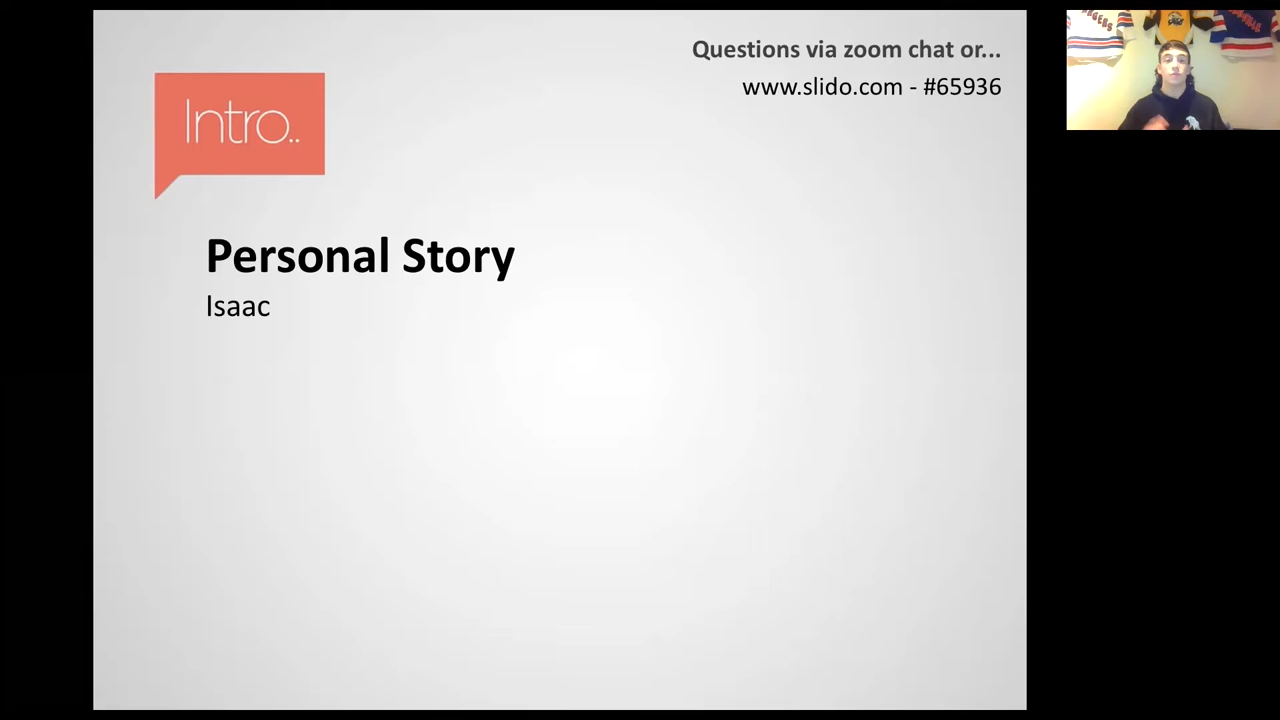 Questions via zoom chat or...
www.slido.com - #65936
Intro..
Personal Story
Isaac